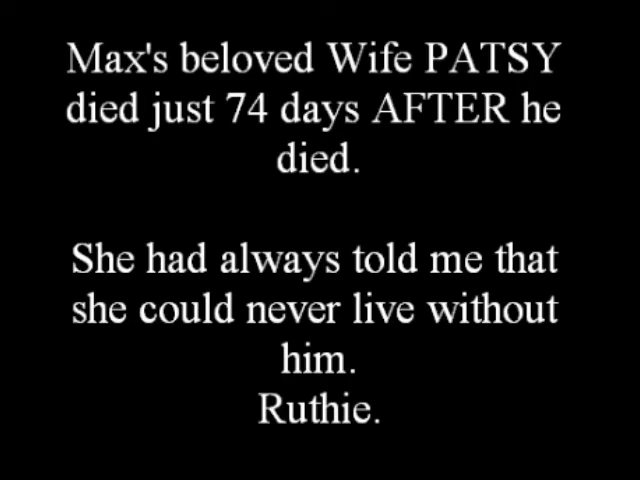 Max's beloved Wife PATSY
died just 74 days AFTER he
died.
She had always told me that
she could never live without
him.
Ruthie.